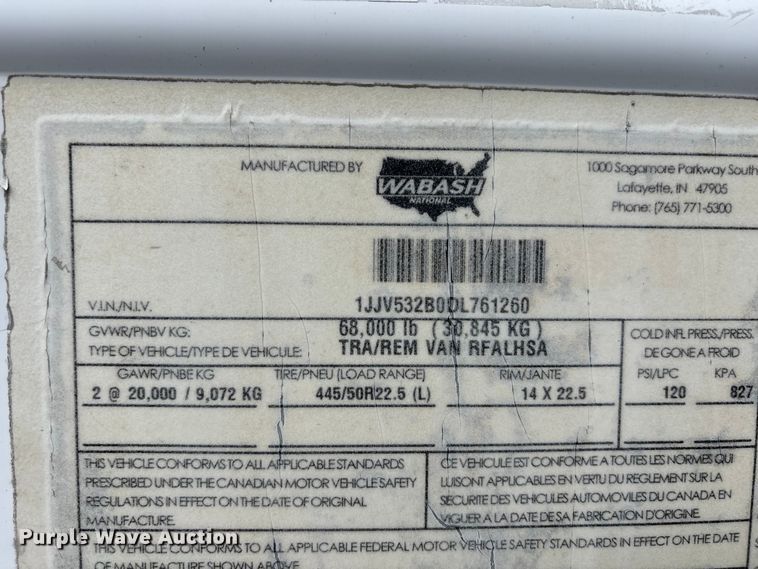 MANUFACTURED BY
WABASH
NATIONAL
1000 Sagamore Parkway South
Lafayette, IN 47905
Phone: (765) 771-5300
V.I.N./N.I.V. 1JJV532B0DL761260
GVWR/PNBV KG: 68,000 lb (30,845 KG)
TYPE OF VEHICLE/TYPE DE VEHICULE: TRA/REM VAN RFALHSA
COLD INFL PRESS./PRESS.
DE GONE A FROID
GAWR/PNBE KG TIRE/PNEU (LOAD RANGE) RIM/JANTE PSI/LPC KPA
2 @ 20,000 / 9,072 KG 445/50R22.5 (L) 14 X 22.5 120 827
THIS VEHICLE CONFORMS TO ALL APPLICABLE STANDARDS
PRESCRIBED UNDER THE CANADIAN MOTOR VEHICLE SAFETY
REGULATIONS IN EFFECT ON THE DATE OF ORIGINAL
MANUFACTURE.
CE VEHICULE EST CONFORME A TOUTES LES NORMES QUI
LUISONT APPLICABLES EN VERTU DU REGLEMENT SUR LA
SECURITE DES VEHICULES AUTOMOVILES DU CANADA EN
VIGUER A LA DATE DE SA FABRICATION D'ORIGINE.
THIS VEHICLE CONFORMS TO ALL APPLICABLE FEDERAL MOTOR VEHICLE SAFETY STANDARDS IN EFFECT ON THE DATE
OF MANUFACTURE SHOWN ABOVE
Purple Wave Auction